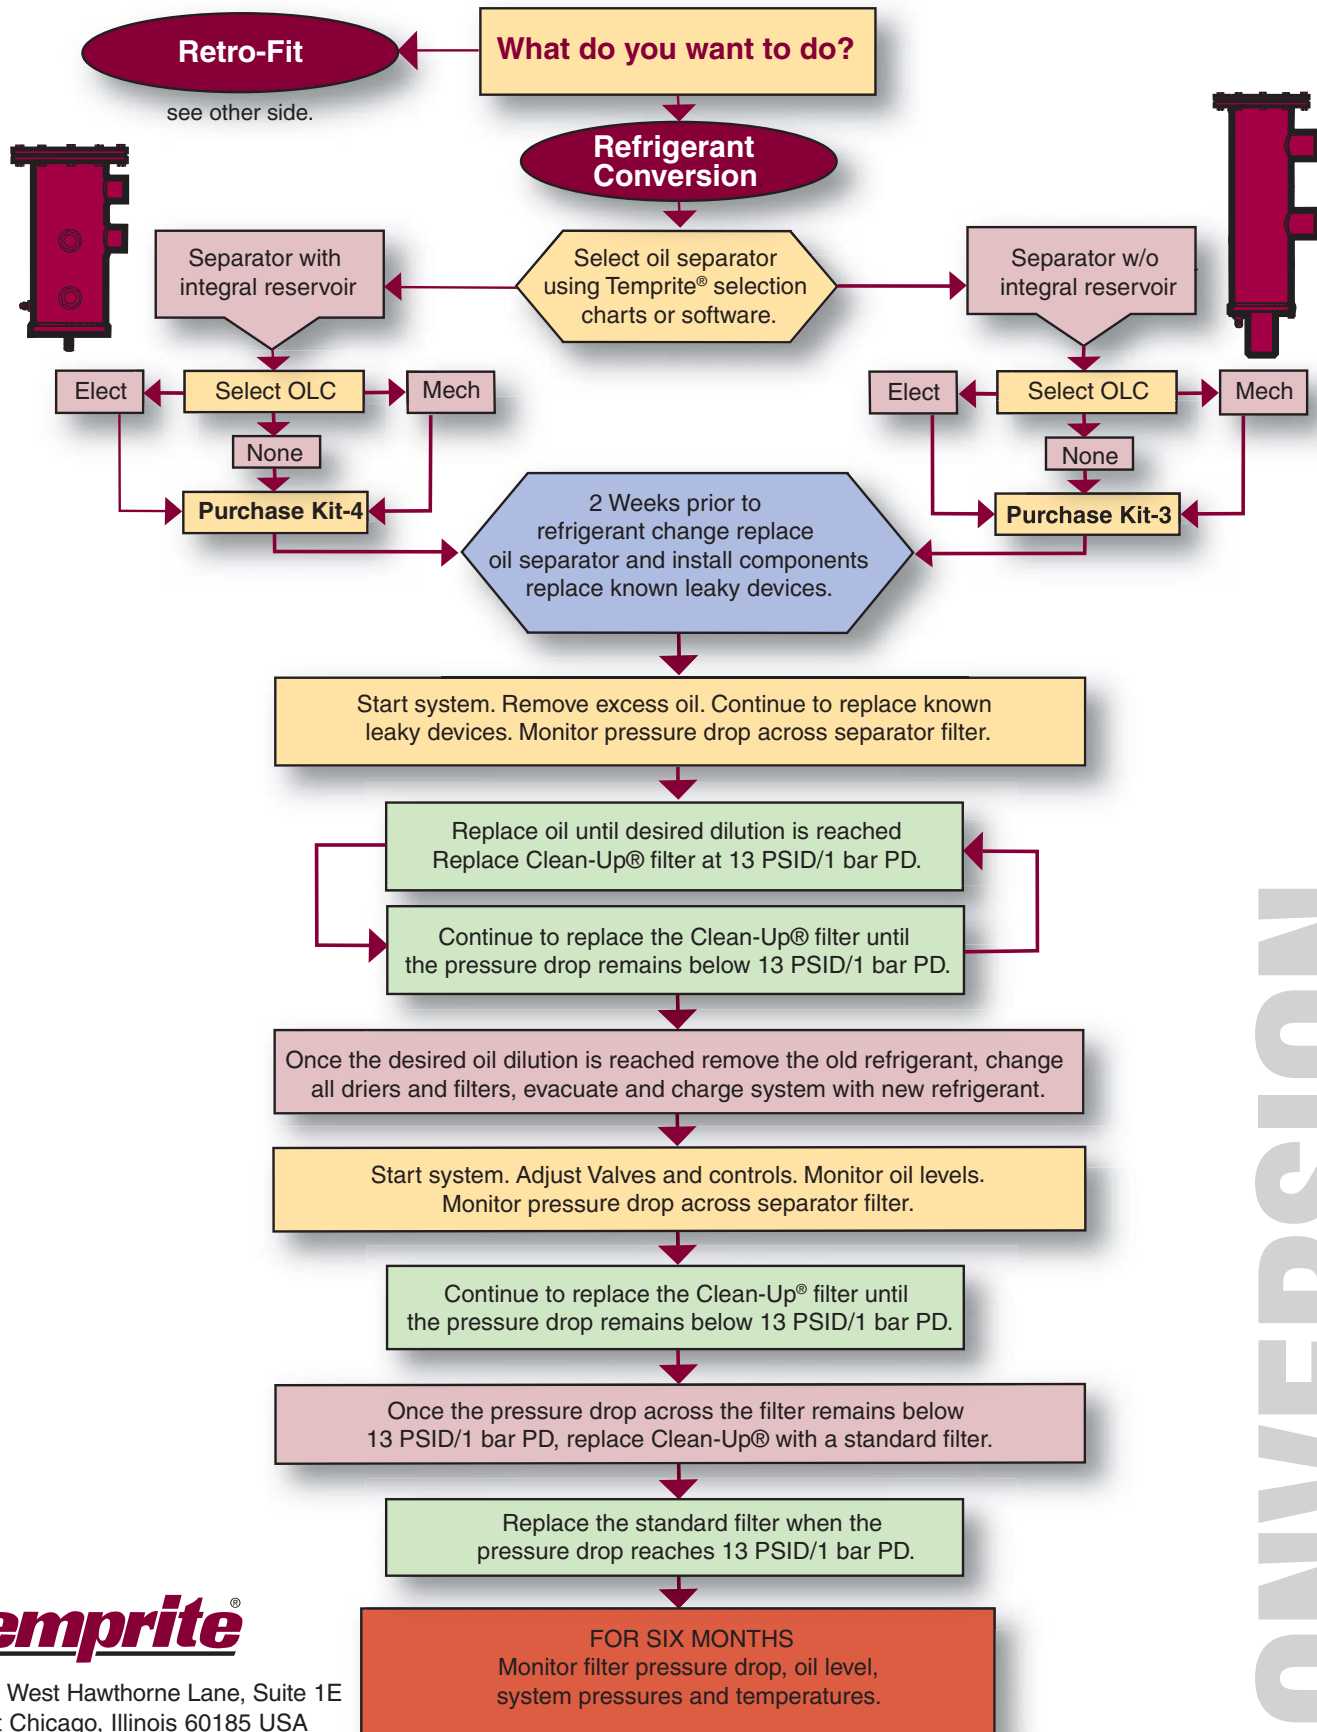 What do you want to do?
Retro-Fit
see other side.
Refrigerant
Conversion
Select oil separator
using Temprite® selection
charts or software.
Separator with
integral reservoir
Elect
Select OLC
Mech
None
Purchase Kit-4
Separator w/o
integral reservoir
Elect
Select OLC
Mech
None
Purchase Kit-3
2 Weeks prior to
refrigerant change replace
oil separator and install components
replace known leaky devices.
Start system. Remove excess oil. Continue to replace known
leaky devices. Monitor pressure drop across separator filter.
Replace oil until desired dilution is reached
Replace Clean-Up® filter at 13 PSID/1 bar PD.
Continue to replace the Clean-Up® filter until
the pressure drop remains below 13 PSID/1 bar PD.
Once the desired oil dilution is reached remove the old refrigerant, change
all driers and filters, evacuate and charge system with new refrigerant.
Start system. Adjust Valves and controls. Monitor oil levels.
Monitor pressure drop across separator filter.
Continue to replace the Clean-Up® filter until
the pressure drop remains below 13 PSID/1 bar PD.
Once the pressure drop across the filter remains below
13 PSID/1 bar PD, replace Clean-Up® with a standard filter.
Replace the standard filter when the
pressure drop reaches 13 PSID/1 bar PD.
FOR SIX MONTHS
Monitor filter pressure drop, oil level,
system pressures and temperatures.
emprite®
West Hawthorne Lane, Suite 1E
t Chicago, Illinois 60185 USA
ONVERSION